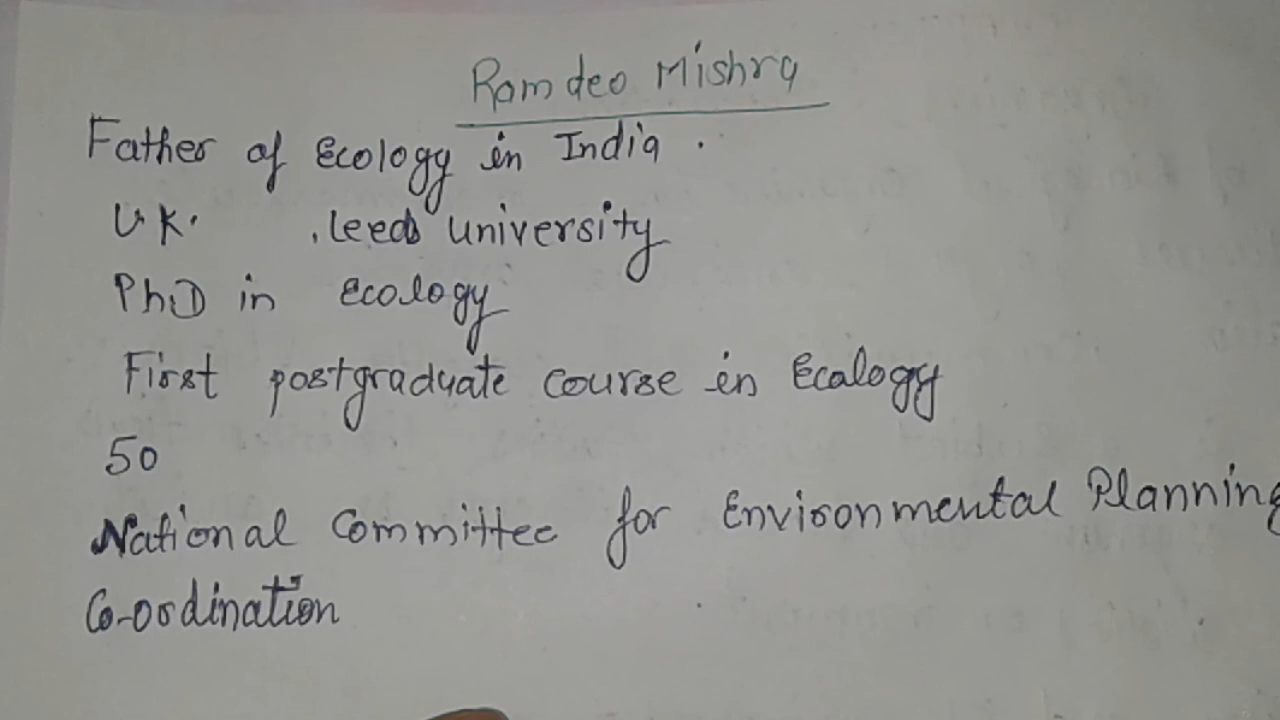 Ramdeo Mishra
Father of Ecology in India .
U.K. . Leeds University
PhD in ecology
First postgraduate course in Ecalogy
50
National Committee for Environmental Planning
Co-ordination